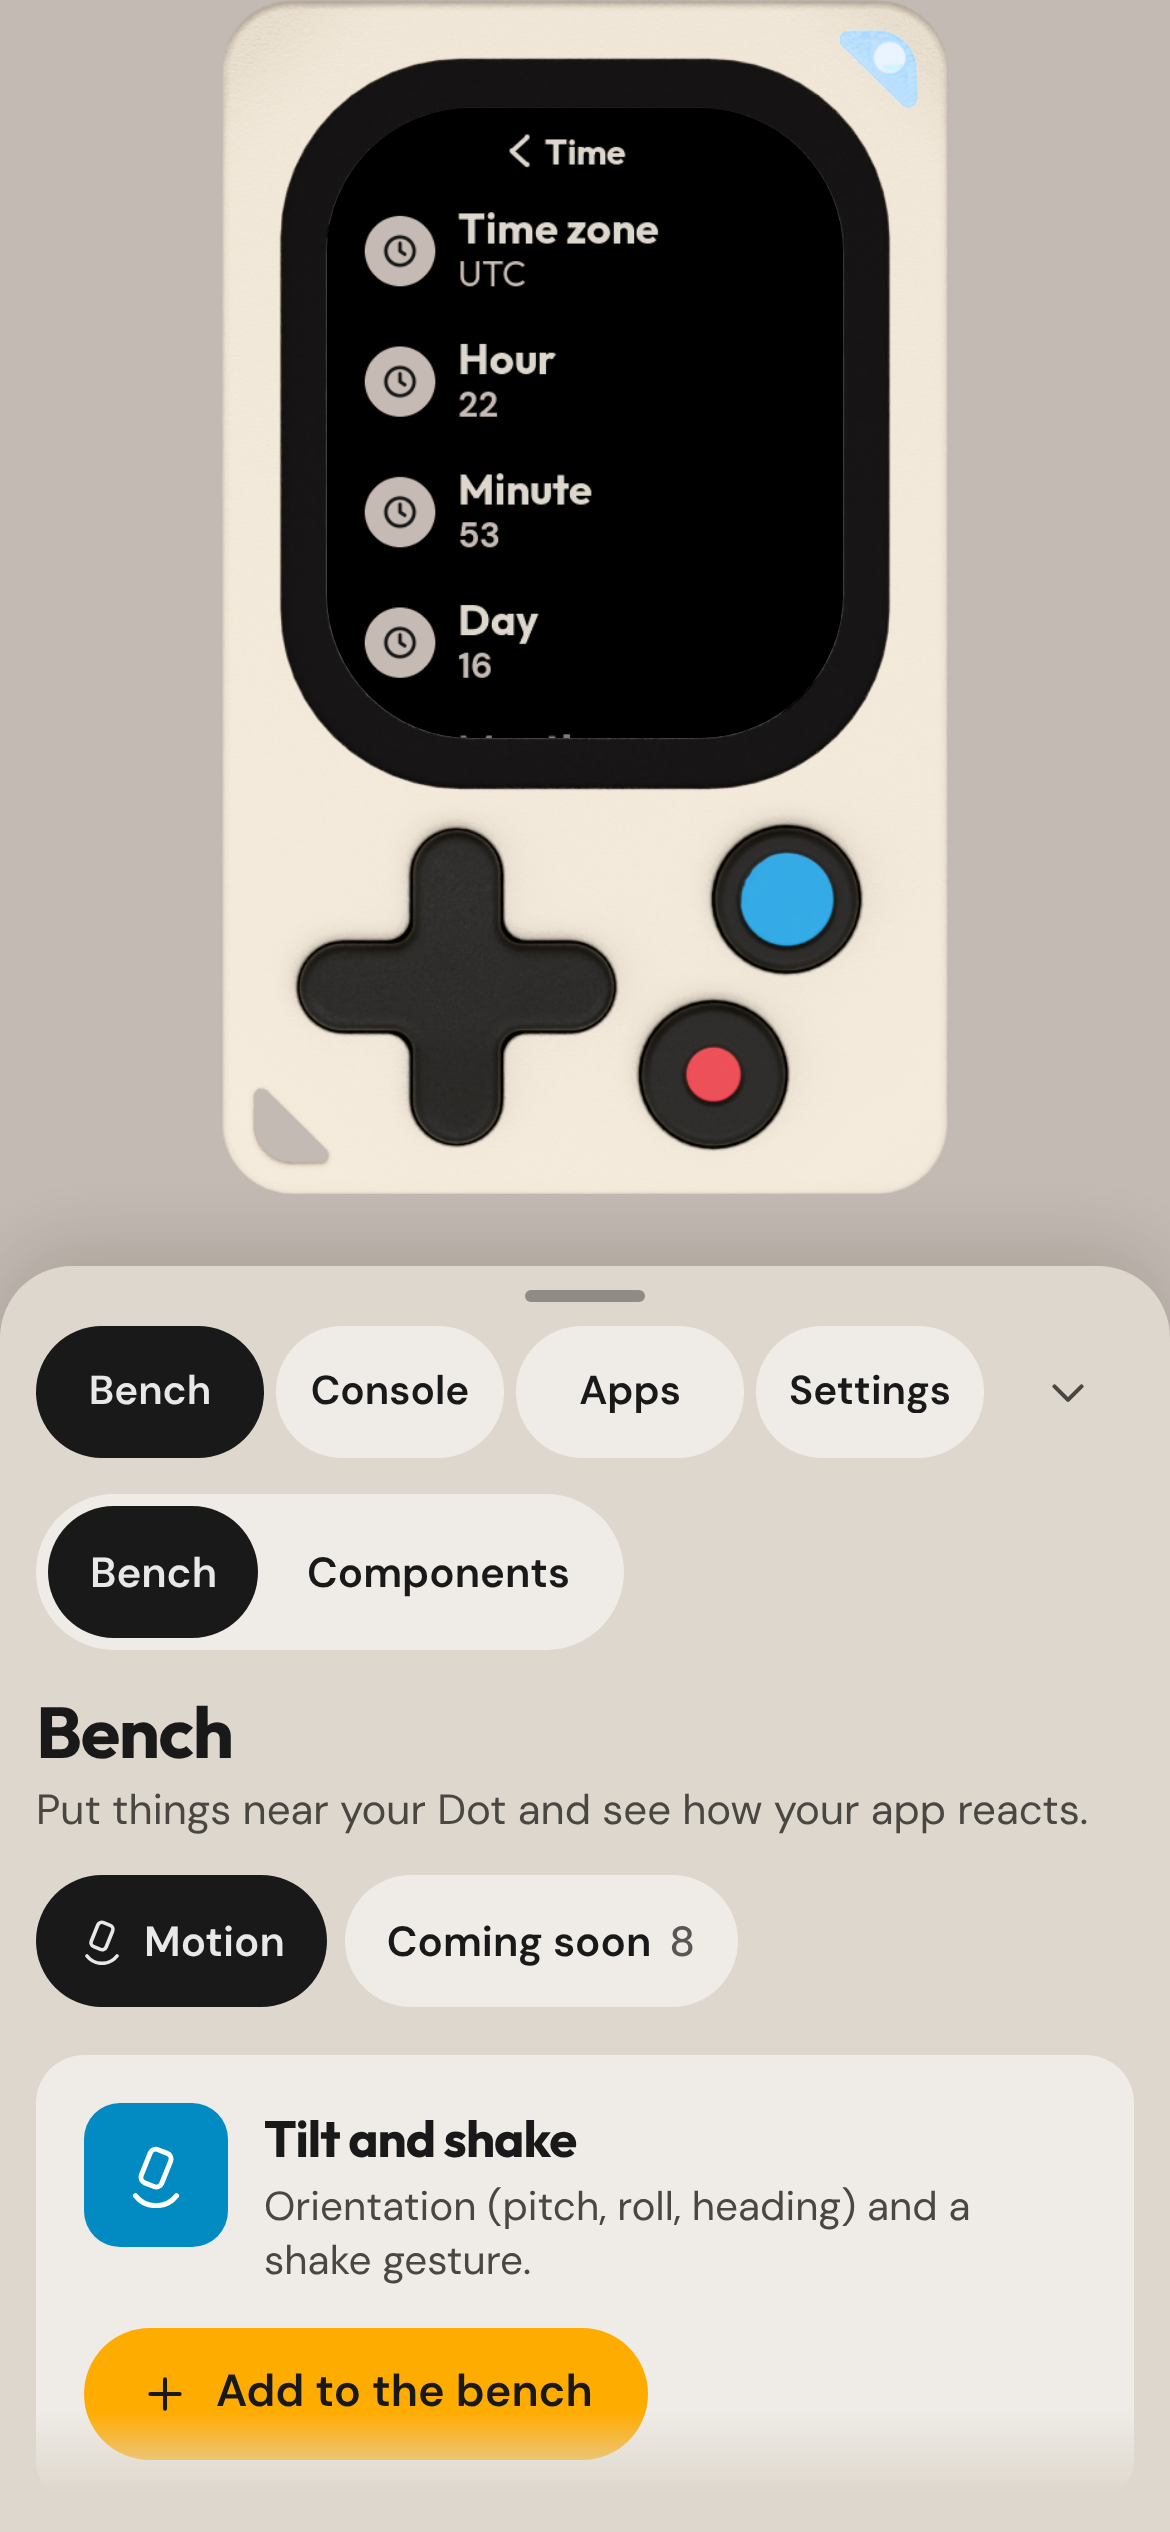 Time
Time zone
UTC
Hour
22
Minute
53
Day
16
Bench
Console
Apps
Settings
Bench
Components
Bench
Put things near your Dot and see how your app reacts.
Motion
Coming soon 8
Tilt and shake
Orientation (pitch, roll, heading) and a
shake gesture.
+ Add to the bench